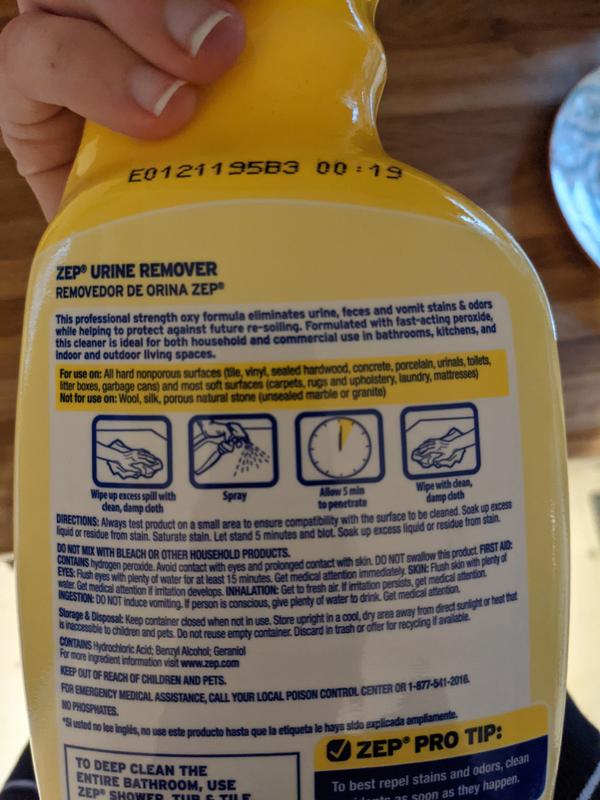 E0121195B3 00:19
ZEP® URINE REMOVER
REMOVEDOR DE ORINA ZEP®
This professional strength oxy formula eliminates urine, feces and vomit stains & odors
while helping to protect against future re-soiling. Formulated with fast-acting peroxide,
this cleaner is ideal for both household and commercial use in bathrooms, kitchens, and
indoor and outdoor living spaces.
For use on: All hard nonporous surfaces (tile, vinyl, sealed hardwood, concrete, porcelain, urinals, toilets,
litter boxes, garbage cans) and most soft surfaces (carpets, rugs and upholstery, laundry, mattresses)
Not for use on: Wool, silk, porous natural stone (unsealed marble or granite)
Wipe up excess spill with
clean, damp cloth
Spray
Allow 5 min
to penetrate
Wipe with clean,
damp cloth
DIRECTIONS: Always test product on a small area to ensure compatibility with the surface to be cleaned. Soak up excess
liquid or residue from stain. Saturate stain. Let stand 5 minutes and blot. Soak up excess liquid or residue from stain.
DO NOT MIX WITH BLEACH OR OTHER HOUSEHOLD PRODUCTS.
CONTAINS hydrogen peroxide. Avoid contact with eyes and prolonged contact with skin. DO NOT swallow this product. FIRST AID:
EYES: Flush eyes with plenty of water for at least 15 minutes. Get medical attention immediately. SKIN: Flush skin with plenty of
water. Get medical attention if irritation develops. INHALATION: Get to fresh air. If irritation persists, get medical attention.
INGESTION: DO NOT induce vomiting. If person is conscious, give plenty of water to drink. Get medical attention.
Storage & Disposal: Keep container closed when not in use. Store upright in a cool, dry area away from direct sunlight or heat that
is inaccessible to children and pets. Do not reuse empty container. Discard in trash or offer for recycling if available.
CONTAINS Hydrochloric Acid; Benzyl Alcohol; Geraniol
For more ingredient information visit www.zep.com
KEEP OUT OF REACH OF CHILDREN AND PETS.
FOR EMERGENCY MEDICAL ASSISTANCE, CALL YOUR LOCAL POISON CONTROL CENTER OR 1-877-541-2016.
NO PHOSPHATES.
*Si usted no lee inglés, no use este producto hasta que la etiqueta le haya sido explicada ampliamente.
TO DEEP CLEAN THE
ENTIRE BATHROOM, USE
ZEP® SHOWER, TUB & TILE
ZEP® PRO TIP:
To best repel stains and odors, clean
as soon as they happen.